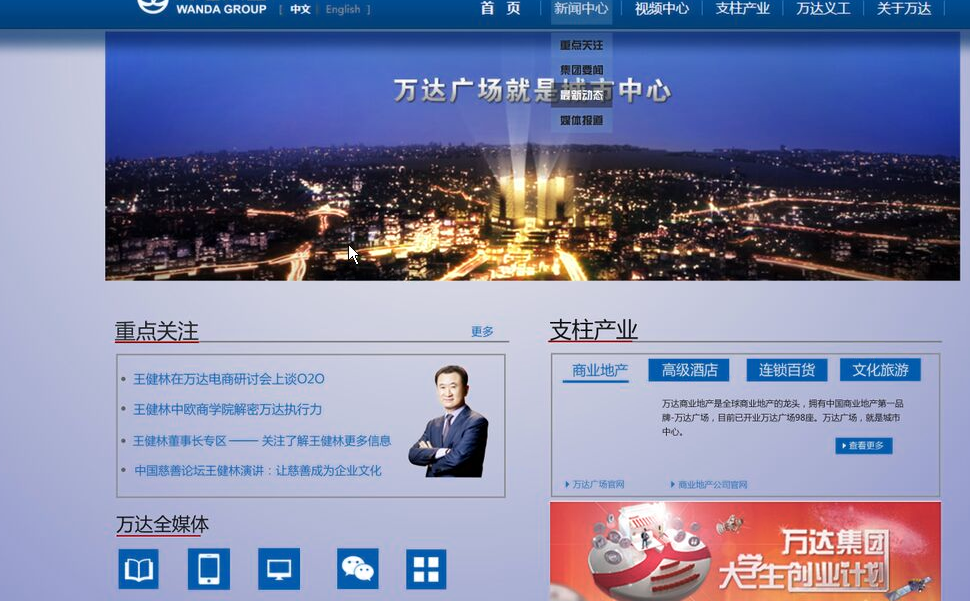 WANDA GROUP [ 中文 English ]
首 页 新闻中心 视频中心 支柱产业 万达义工 关于万达
重点关注
集团要闻
最新动态
媒体报道
万达广场就是城市中心
重点关注 更多
王健林在万达电商研讨会上谈O2O
王健林中欧商学院解密万达执行力
王健林董事长专区 —— 关注了解王健林更多信息
中国慈善论坛王健林演讲：让慈善成为企业文化
万达全媒体
支柱产业
商业地产 高级酒店 连锁百货 文化旅游
万达商业地产是全球商业地产的龙头，拥有中国商业地产第一品
牌-万达广场，目前已开业万达广场98座。万达广场，就是城市
中心。
查看更多
万达广场官网 商业地产公司官网
万达集团
大学生创业计划